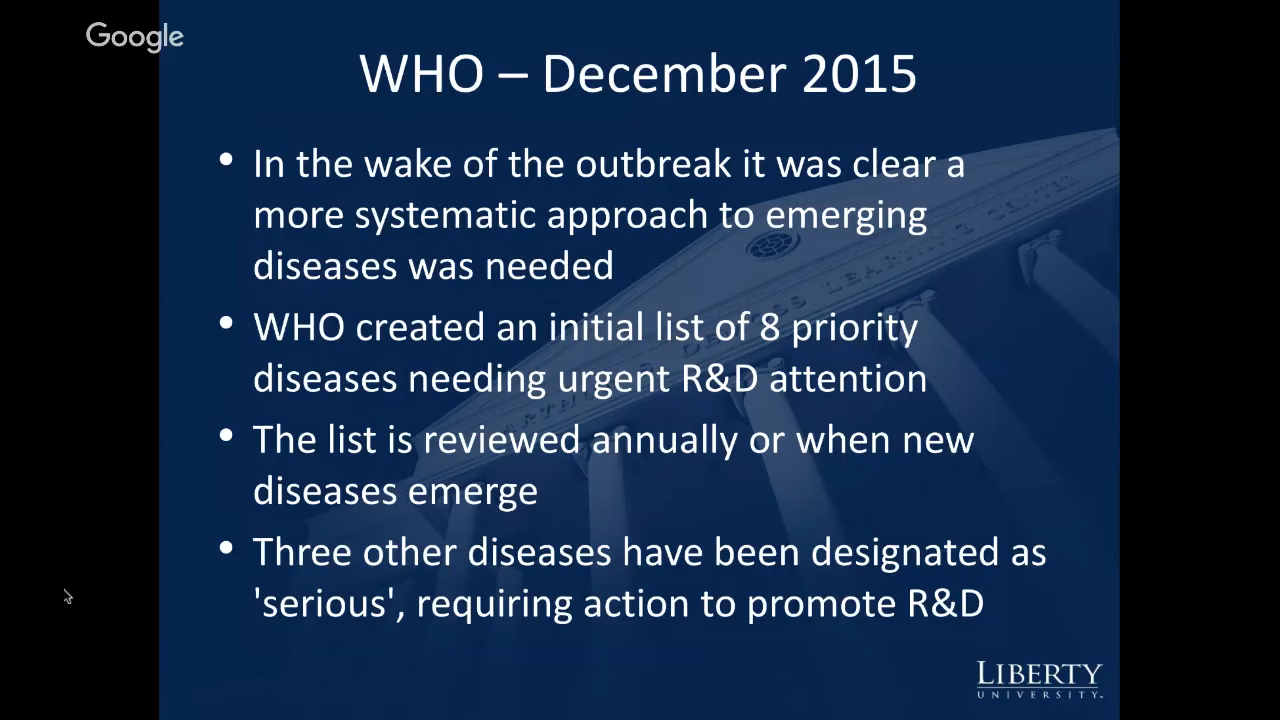 Google
WHO – December 2015
• In the wake of the outbreak it was clear a
more systematic approach to emerging
diseases was needed
• WHO created an initial list of 8 priority
diseases needing urgent R&D attention
• The list is reviewed annually or when new
diseases emerge
• Three other diseases have been designated as
'serious', requiring action to promote R&D
LIBERTY
UNIVERSITY